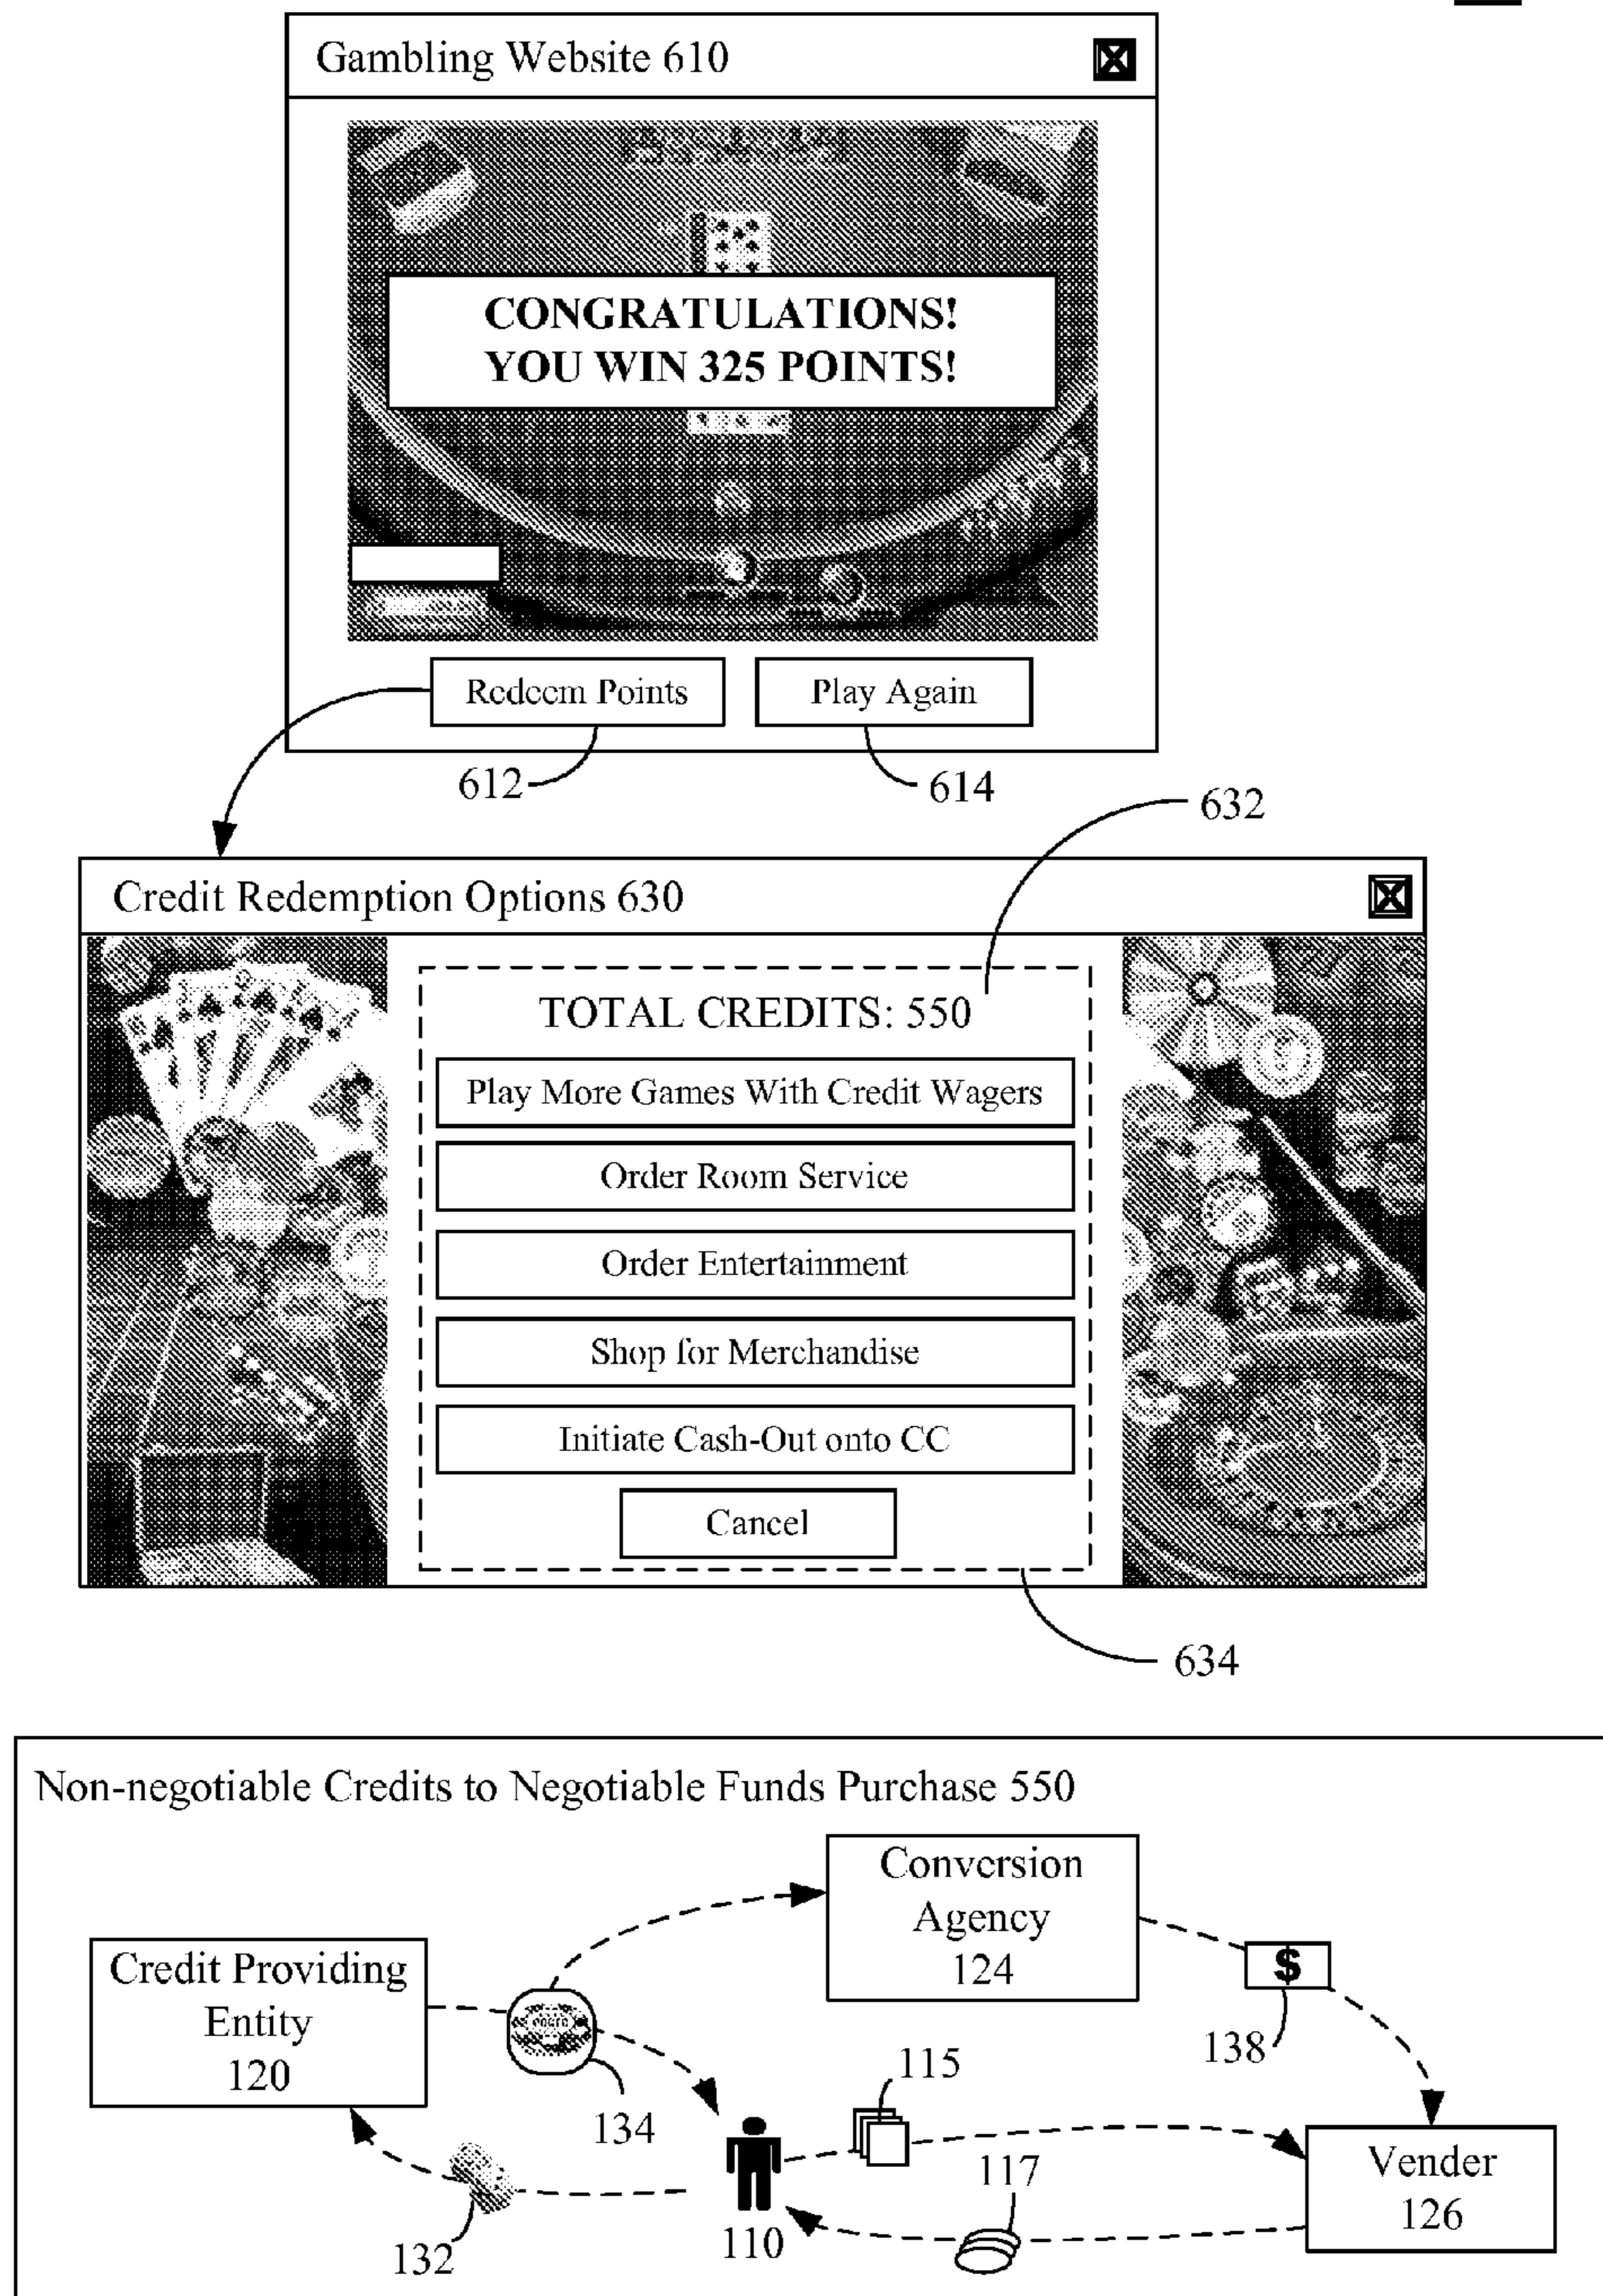 Gambling Website 610
CONGRATULATIONS!
YOU WIN 325 POINTS!
Redeem Points
Play Again
612
614
632
Credit Redemption Options 630
TOTAL CREDITS: 550
Play More Games With Credit Wagers
Order Room Service
Order Entertainment
Shop for Merchandise
Initiate Cash-Out onto CC
Cancel
634
Non-negotiable Credits to Negotiable Funds Purchase 550
Conversion
Agency
124
Credit Providing
Entity
120
$
138
134
115
117
Vender
126
132
110